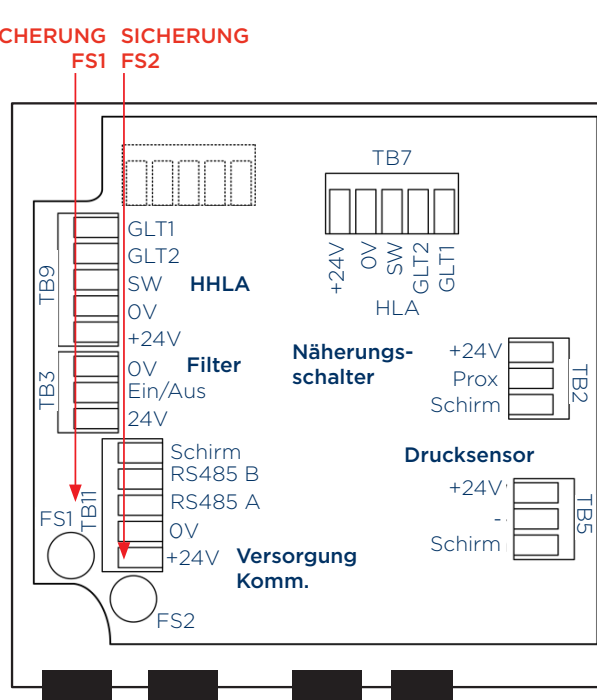 CHERUNG SICHERUNG
FS1 FS2
TB7
+24V
0V
SW
GLT2
GLT1
HLA
TB9
GLT1
GLT2
SW
0V
+24V
HHLA
TB3
0V
Ein/Aus
24V
Filter
Näherungs-
schalter
+24V
Prox
Schirm
TB2
TB11
Schirm
RS485 B
RS485 A
0V
+24V
Versorgung
Komm.
Drucksensor
+24V
-
Schirm
TB5
FS1
FS2